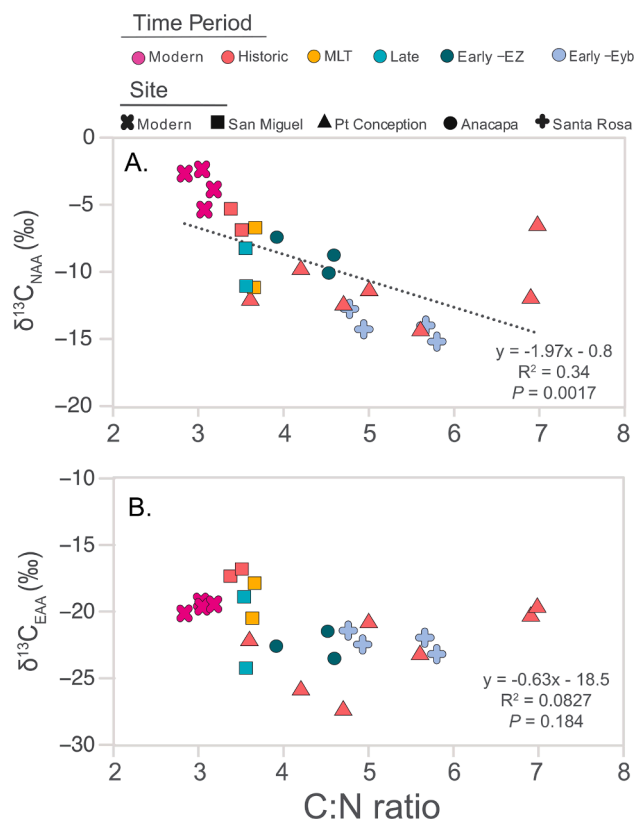 Time Period
Modern Historic MLT Late Early –EZ Early –Eyb
Site
Modern San Miguel Pt Conception Anacapa Santa Rosa
A.
0
−5
−10
−15
−20
δ¹³C_NAA (‰)
y = -1.97x - 0.8
R² = 0.34
P = 0.0017
2 3 4 5 6 7 8
B.
−10
−15
−20
−25
−30
δ¹³C_EAA (‰)
y = -0.63x - 18.5
R² = 0.0827
P = 0.184
2 3 4 5 6 7 8
C:N ratio